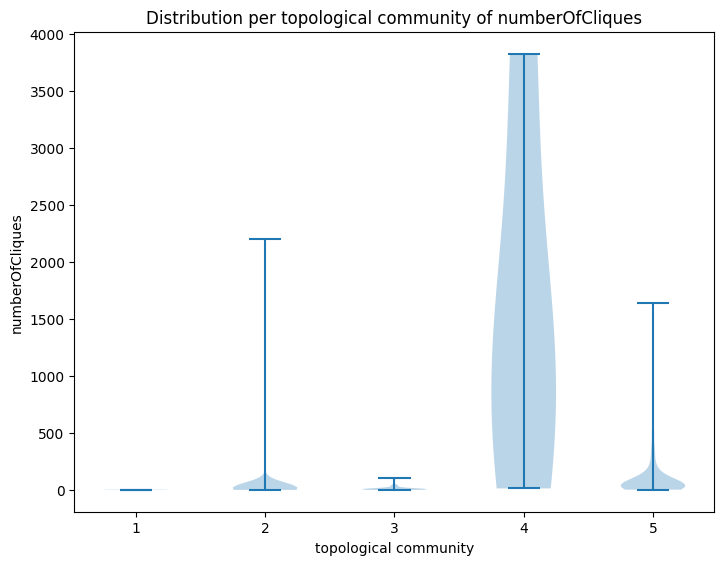 Distribution per topological community of numberOfCliques
4000
3500
3000
2500
2000
1500
1000
500
0
numberOfCliques
1 2 3 4 5
topological community